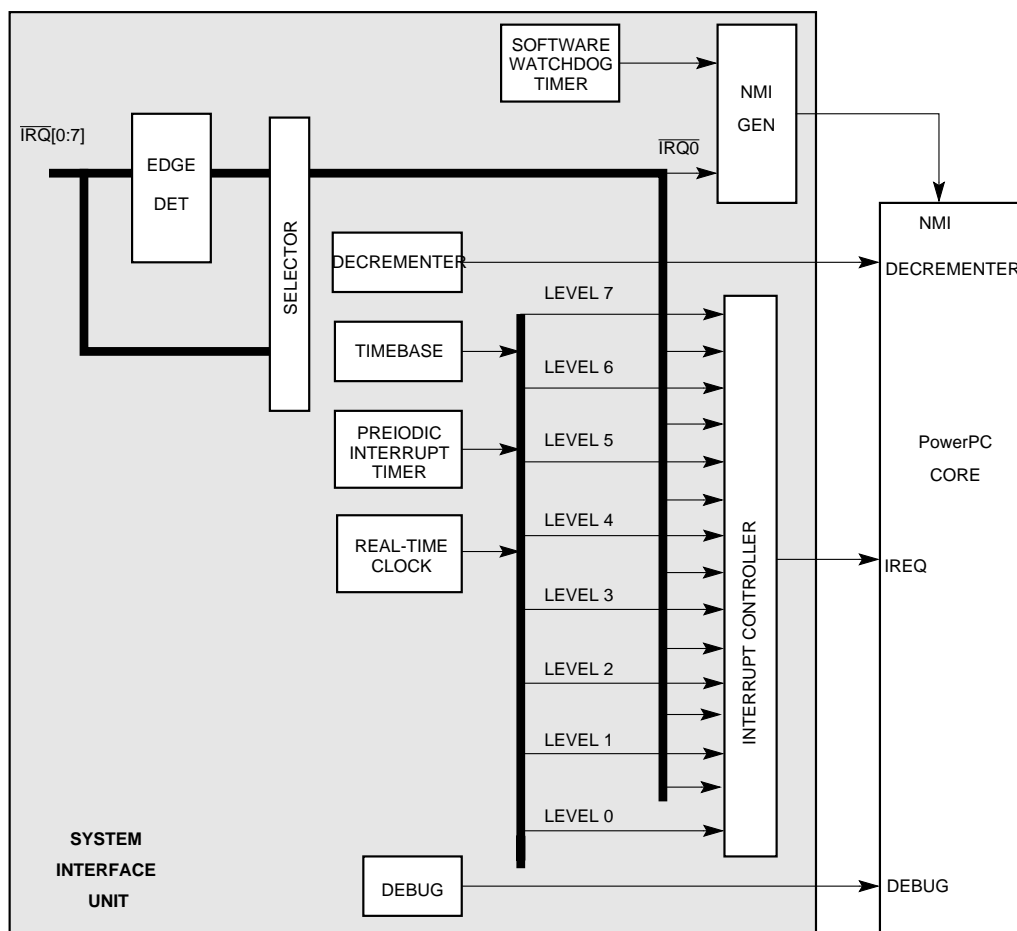 SOFTWARE
WATCHDOG
TIMER
NMI
GEN
IRQ[0:7]
EDGE
DET
IRQ0
SELECTOR
NMI
DECREMENTER
DECREMENTER
LEVEL 7
TIMEBASE
LEVEL 6
PREIODIC
INTERRUPT
TIMER
LEVEL 5
PowerPC
CORE
LEVEL 4
REAL-TIME
CLOCK
INTERRUPT CONTROLLER
IREQ
LEVEL 3
LEVEL 2
LEVEL 1
LEVEL 0
SYSTEM
INTERFACE
UNIT
DEBUG
DEBUG